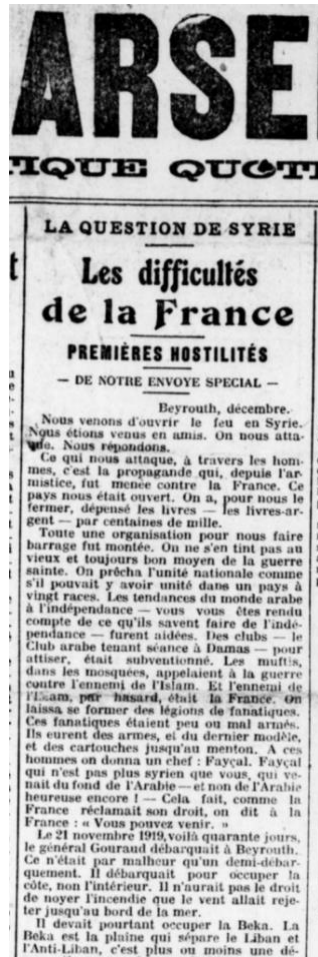 ARSE
TIQUE QUOTI
LA QUESTION DE SYRIE
Les difficultés
de la France
PREMIÈRES HOSTILITÉS
— DE NOTRE ENVOYE SPECIAL —
Beyrouth, décembre.
Nous venons d'ouvrir le feu en Syrie.
Nous étions venus en amis. On nous atta-
que. Nous répondons.
Ce qui nous attaque, à travers les hom-
mes, c'est la propagande qui, depuis l'ar-
mistice, fut menée contre la France. Ce
pays nous était ouvert. On a, pour nous le
fermer, dépensé les livres — les livres-ar-
gent — par centaines de mille.
Toute une organisation pour nous faire
barrage fut montée. On ne s'en tint pas au
vieux et toujours bon moyen de la guerre
sainte. On prêcha l'unité nationale comme
s'il pouvait y avoir unité dans un pays à
vingt races. Les tendances du monde arabe
à l'indépendance — vous vous êtes rendu
compte de ce qu'ils savent faire de l'indé-
pendance — furent aidées. Des clubs — le
Club arabe tenant séance à Damas — pour
attiser, était subventionné. Les muftis,
dans les mosquées, appelaient à la guerre
contre l'ennemi de l'Islam. Et l'ennemi de
l'Islam, par hasard, était la France. On
laissa se former des légions de fanatiques.
Ces fanatiques étaient peu ou mal armés.
Ils eurent des armes, et du dernier modèle,
et des cartouches jusqu'au menton. A ces
hommes on donna un chef : Fayçal. Fayçal
qui n'est pas plus syrien que vous, qui ve-
nait du fond de l'Arabie — et non de l'Arabie
heureuse encore ! — Cela fait, comme la
France réclamait son droit, on dit à la
France : « Vous pouvez venir. »
Le 21 novembre 1919, voilà quarante jours,
le général Gouraud débarquait à Beyrouth.
Ce n'était par malheur qu'un demi-débar-
quement. Il débarquait pour occuper la
côte, non l'intérieur. Il n'aurait pas le droit
de noyer l'incendie que le vent allait reje-
ter jusqu'au bord de la mer.
Il devait pourtant occuper la Beka. La
Beka est la plaine qui sépare le Liban et
l'Anti-Liban, c'est plus ou moins une dé-